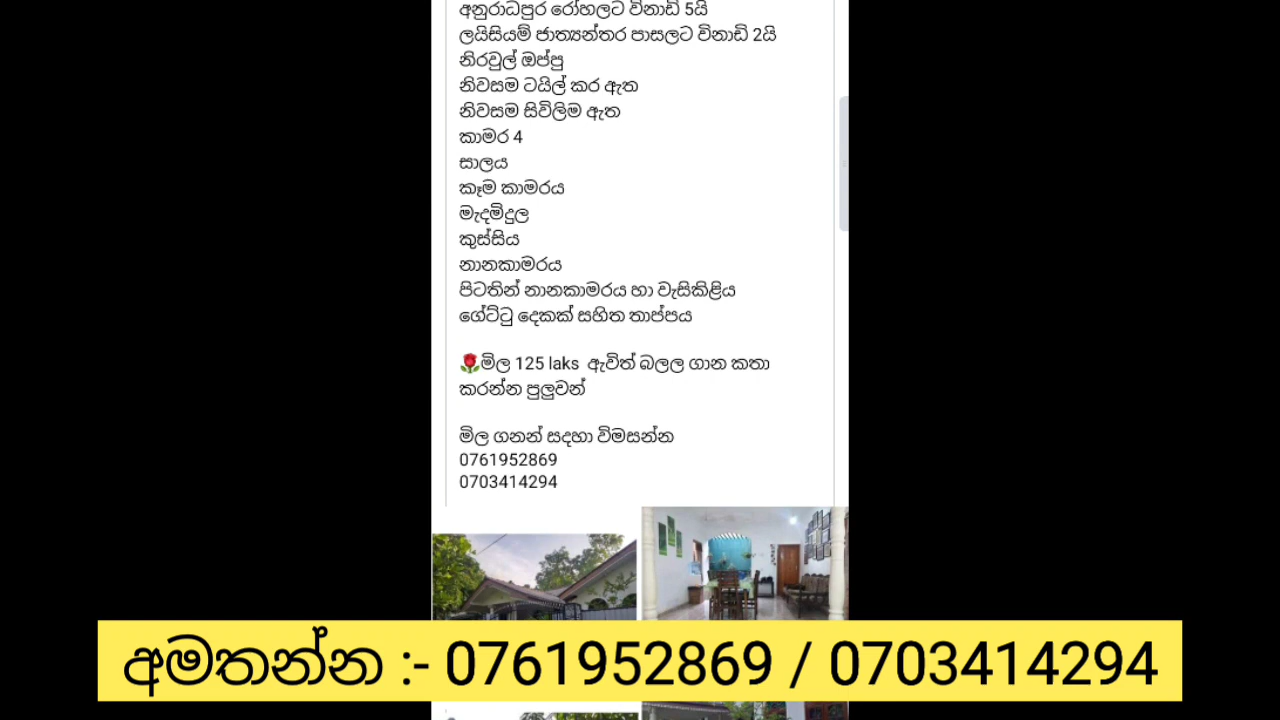 අනුරාධපුර රෝහලට විනාඩි 5යි
ලයිසියම් ජාත්‍යන්තර පාසලට විනාඩි 2යි
නිරවුල් ඔප්පු
නිවසම ටයිල් කර ඇත
නිවසම සිවිලිම ඇත
කාමර 4
සාලය
කෑම කාමරය
මැදමිදුල
කුස්සිය
නානකාමරය
පිටතින් නානකාමරය හා වැසිකිළිය
ගේට්ටු දෙකක් සහිත තාප්පය
🌹මිල 125 laks ඇවිත් බලල ගාන කතා
කරන්න පුලුවන්
මිල ගනන් සදහා විමසන්න
0761952869
0703414294
අමතන්න :- 0761952869 / 0703414294